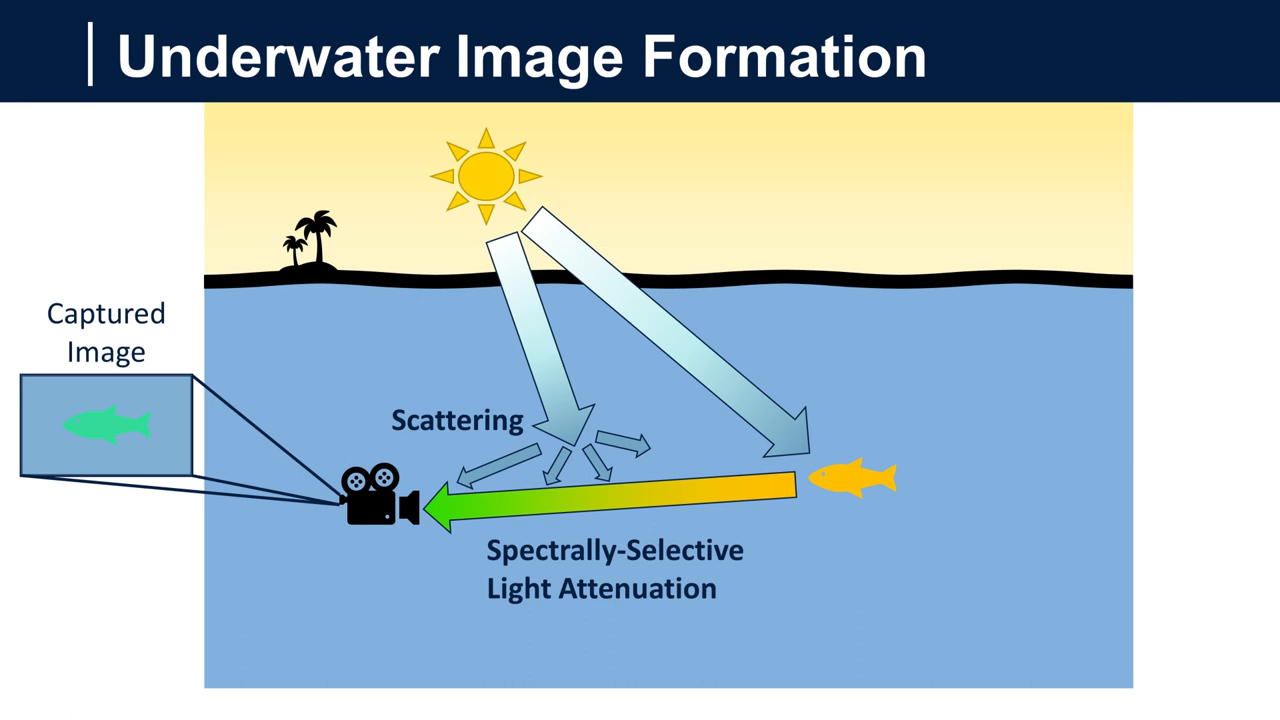 Underwater Image Formation
Captured
Image
Scattering
Spectrally-Selective
Light Attenuation